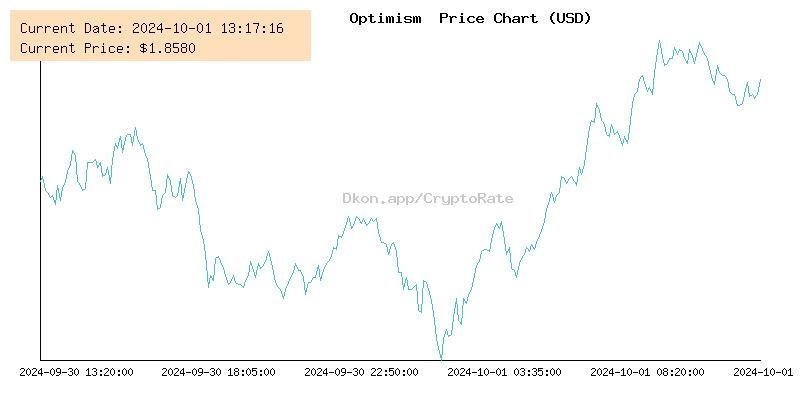 Optimism  Price Chart (USD)
Current Date: 2024-10-01 13:17:16
Current Price: $1.8580
Dkon.app/CryptoRate
2024-09-30 13:20:00 2024-09-30 18:05:00 2024-09-30 22:50:00 2024-10-01 03:35:00 2024-10-01 08:20:00 2024-10-01